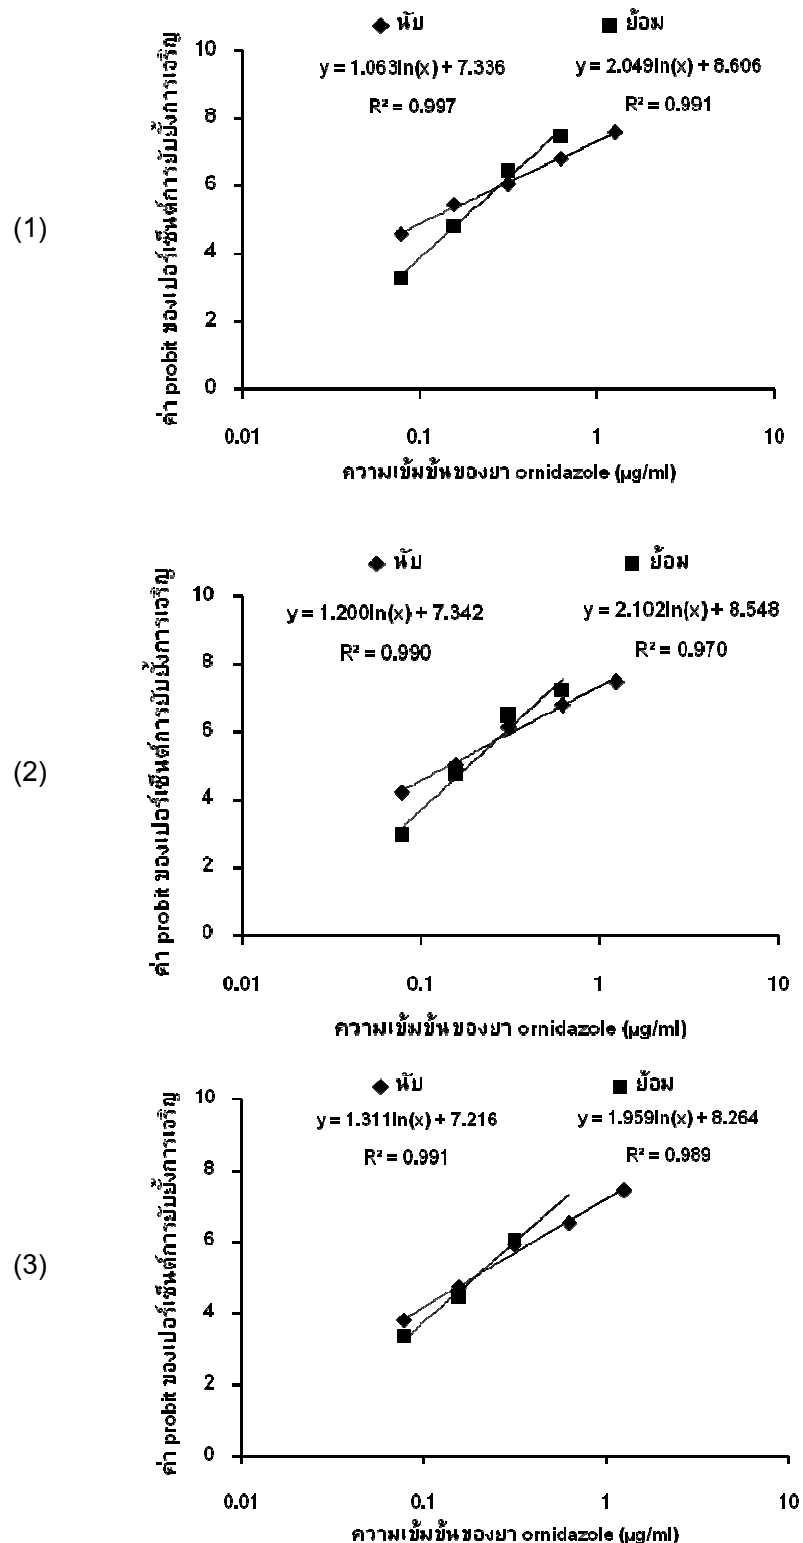 (1)
นับ ย้อม
y = 1.063ln(x) + 7.336 y = 2.049ln(x) + 8.606
R² = 0.997 R² = 0.991
ค่า probit ของเปอร์เซ็นต์การยับยั้งการเจริญ
10
8
6
4
2
0
0.01 0.1 1 10
ความเข้มข้นของยา ornidazole (µg/ml)
(2)
นับ ย้อม
y = 1.200ln(x) + 7.342 y = 2.102ln(x) + 8.548
R² = 0.990 R² = 0.970
ค่า probit ของเปอร์เซ็นต์การยับยั้งการเจริญ
10
8
6
4
2
0
0.01 0.1 1 10
ความเข้มข้นของยา ornidazole (µg/ml)
(3)
นับ ย้อม
y = 1.311ln(x) + 7.216 y = 1.959ln(x) + 8.264
R² = 0.991 R² = 0.989
ค่า probit ของเปอร์เซ็นต์การยับยั้งการเจริญ
10
8
6
4
2
0
0.01 0.1 1 10
ความเข้มข้นของยา ornidazole (µg/ml)